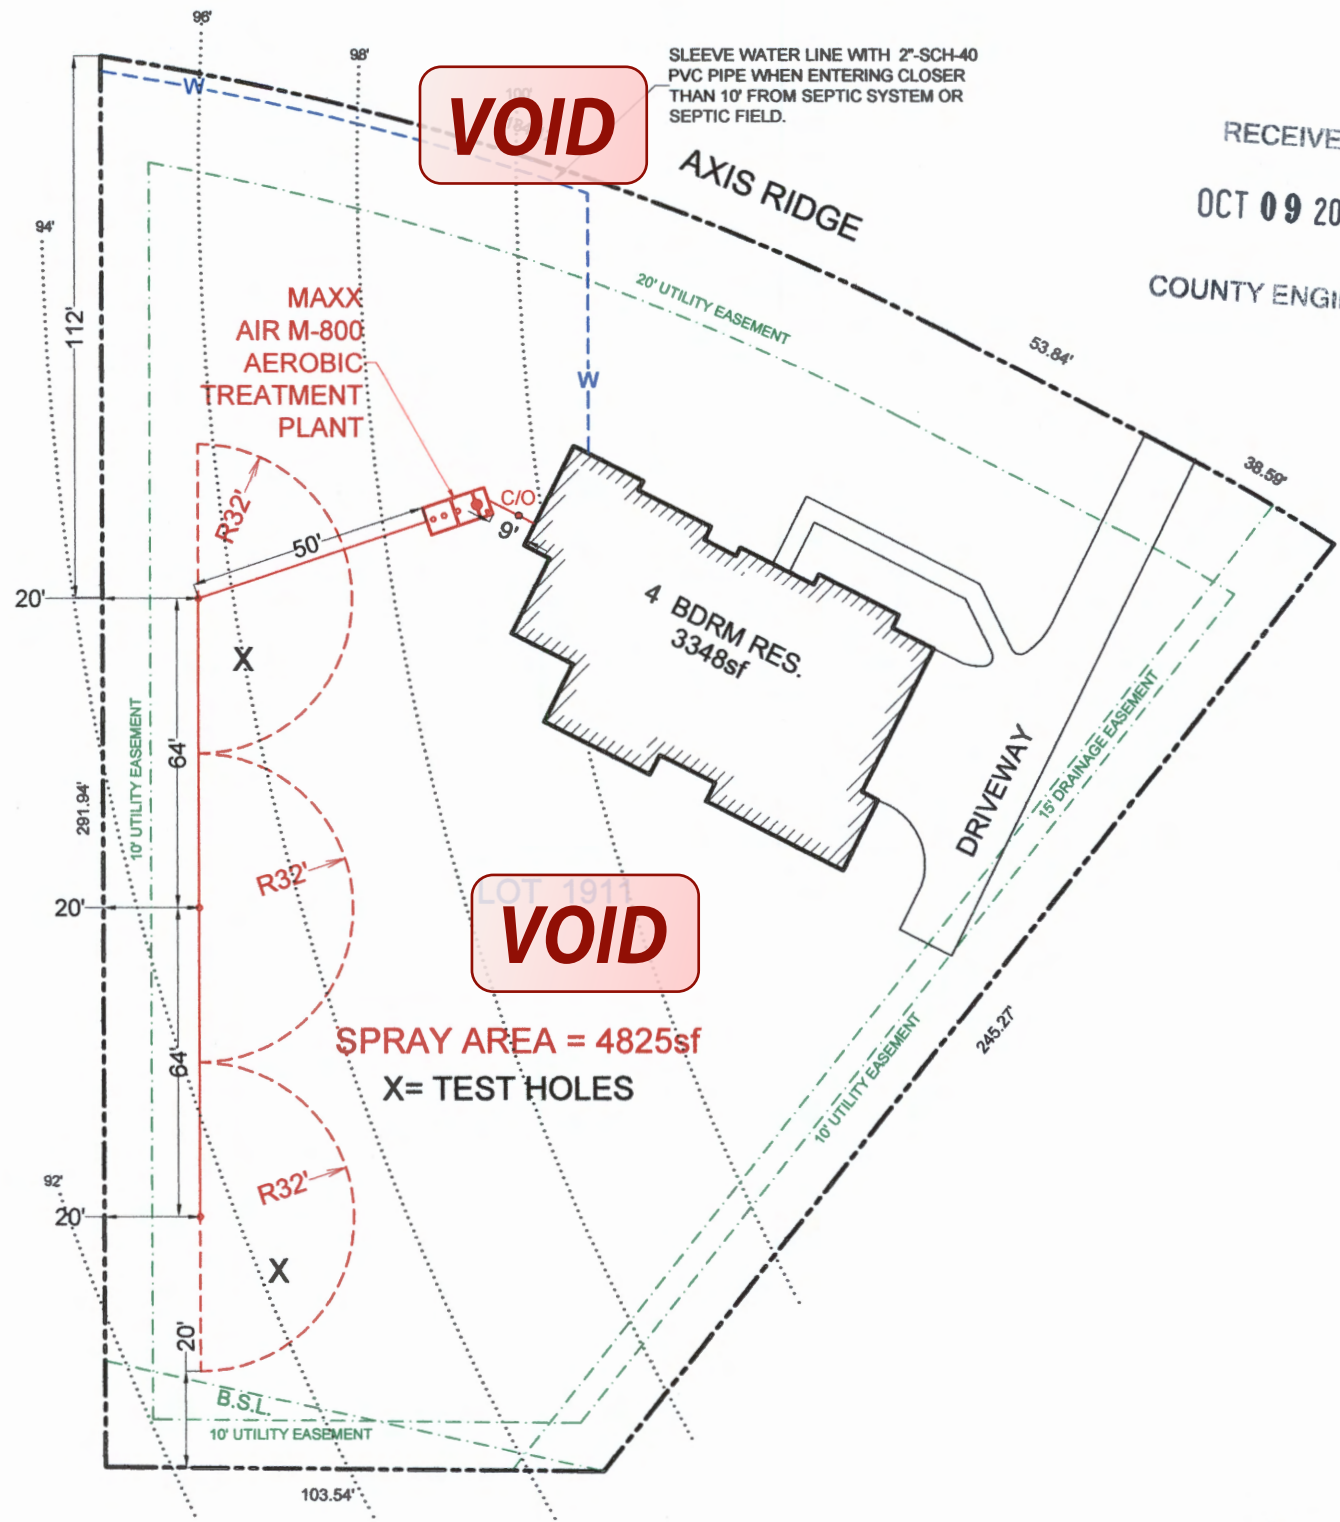 96'
98'
SLEEVE WATER LINE WITH 2"-SCH-40
PVC PIPE WHEN ENTERING CLOSER
THAN 10' FROM SEPTIC SYSTEM OR
SEPTIC FIELD.
W
100'
VOID
RECEIVE
AXIS RIDGE
OCT 09 20
94'
COUNTY ENGI
20' UTILITY EASEMENT
MAXX
AIR M-800
AEROBIC
TREATMENT
PLANT
112'
53.84'
W
38.59'
R32'
C/O
9'
50'
20'
4 BDRM RES.
3348sf
X
64'
10' UTILITY EASEMENT
291.94'
DRIVEWAY
15' DRAINAGE EASEMENT
R32'
20'
LOT 1911
VOID
SPRAY AREA = 4825sf
X= TEST HOLES
64'
245.27'
10' UTILITY EASEMENT
92'
R32'
20'
X
20'
B.S.L.
10' UTILITY EASEMENT
103.54'